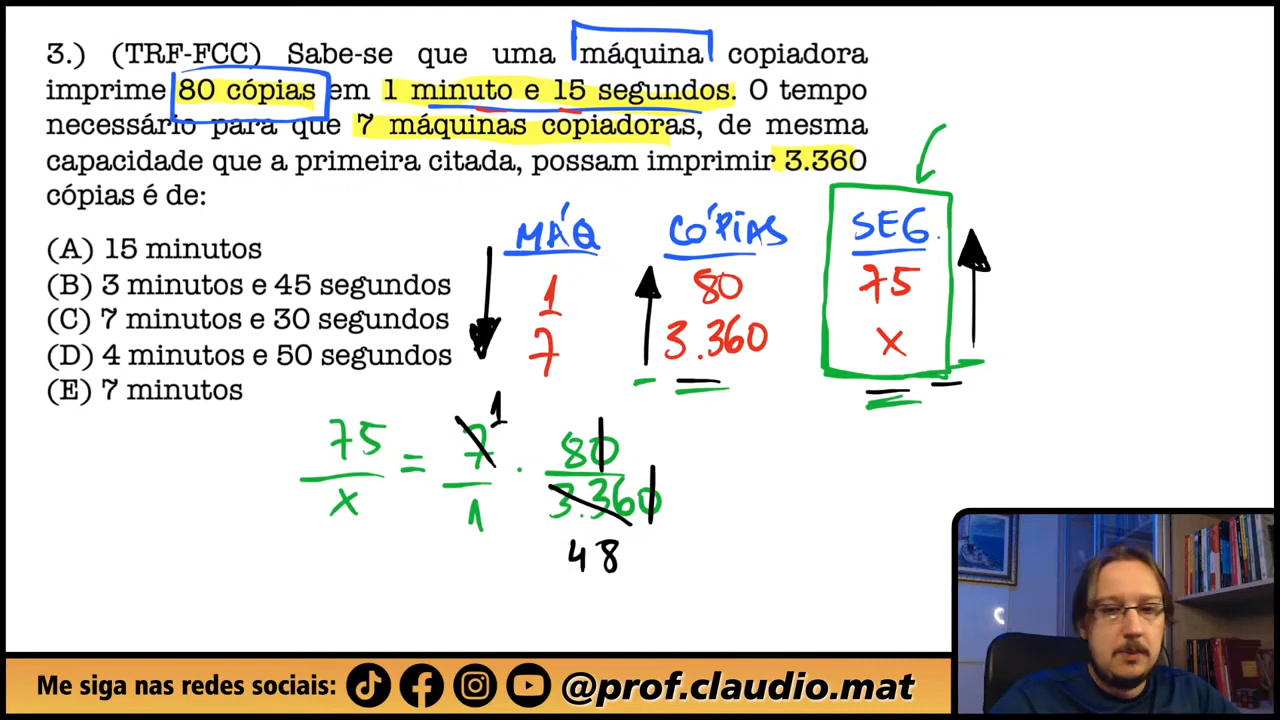 3.) (TRF-FCC) Sabe-se que uma máquina copiadora
imprime 80 cópias em 1 minuto e 15 segundos. O tempo
necessário para que 7 máquinas copiadoras, de mesma
capacidade que a primeira citada, possam imprimir 3.360
cópias é de:
(A) 15 minutos
(B) 3 minutos e 45 segundos
(C) 7 minutos e 30 segundos
(D) 4 minutos e 50 segundos
(E) 7 minutos
MÁQ CÓPIAS SEG.
1 80 75
7 3.360 x
1
75 = 7 . 80
x 1 3.360
48
Me siga nas redes sociais: @prof.claudio.mat